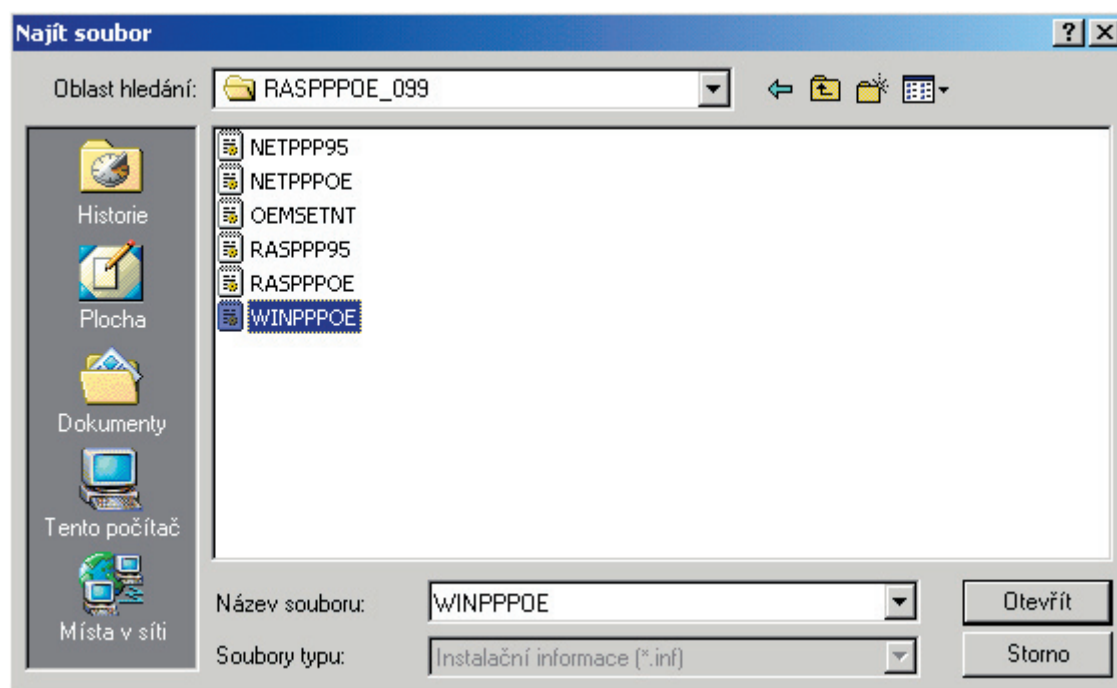 Najít soubor
Oblast hledání: RASPPPOE_099
Historie
Plocha
Dokumenty
Tento počítač
Místa v síti
NETPPP95
NETPPPOE
OEMSETNT
RASPPP95
RASPPPOE
WINPPPOE
Název souboru: WINPPPOE Otevřít
Soubory typu: Instalační informace (*.inf) Storno